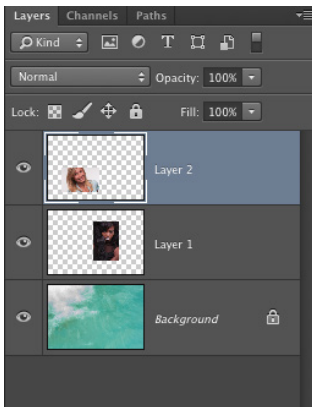 Layers Channels Paths
Kind T
Normal Opacity: 100%
Lock: Fill: 100%
Layer 2
Layer 1
Background